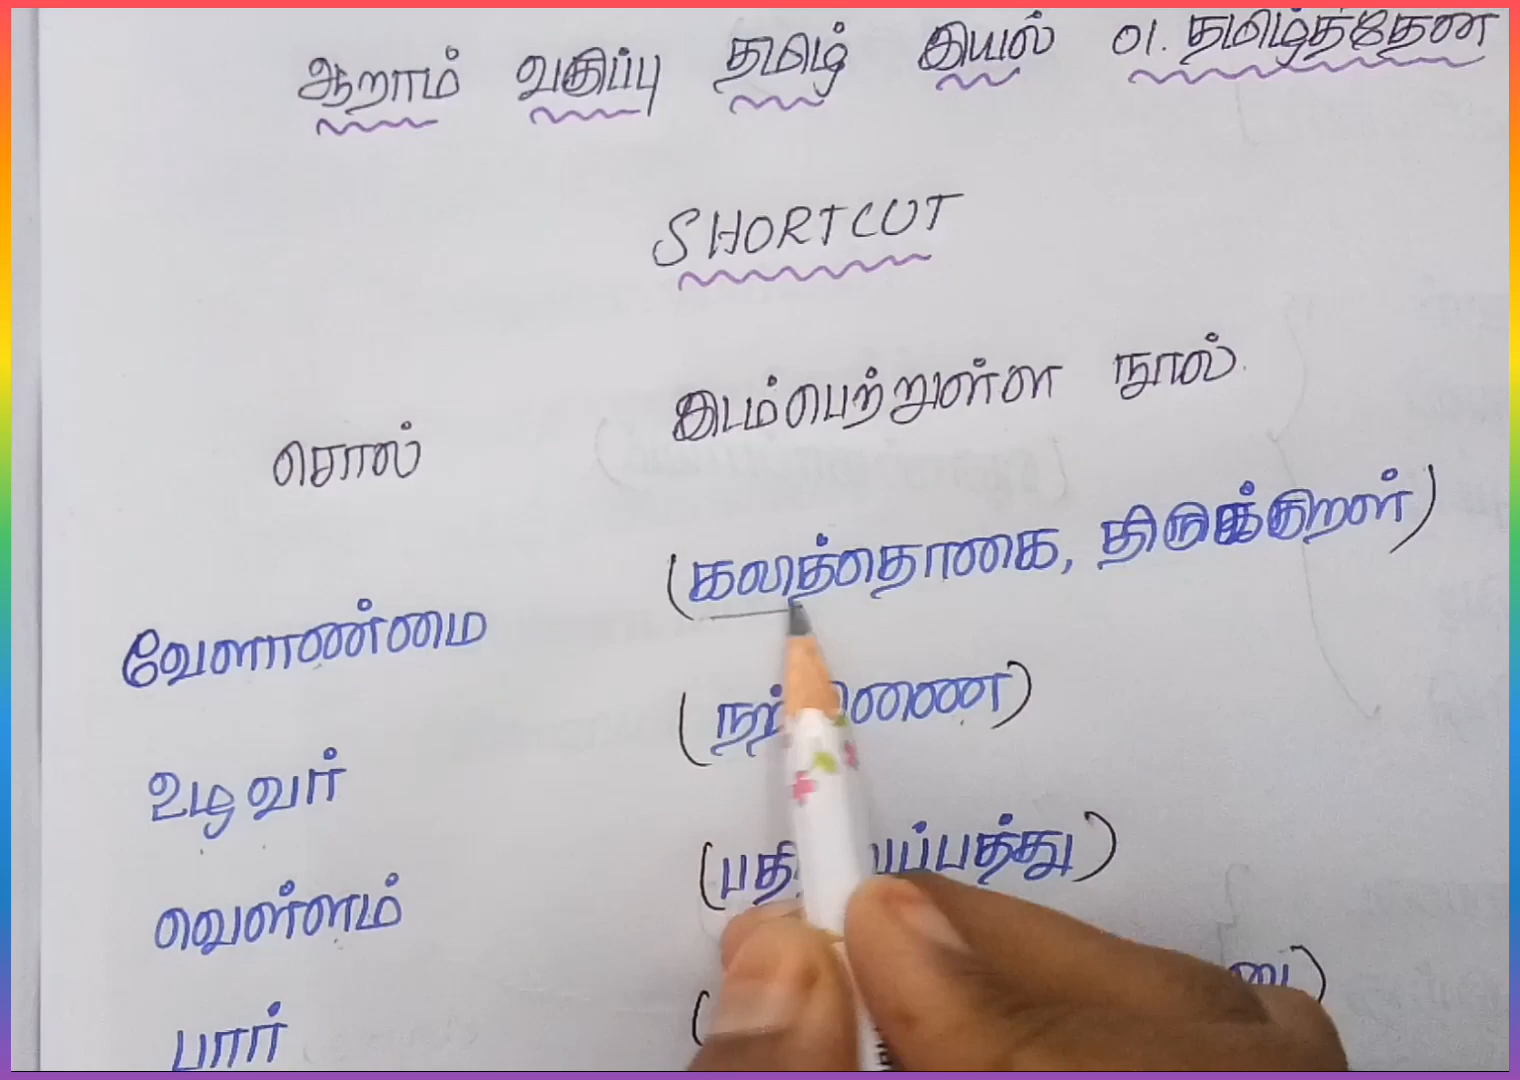 ஆறாம் வகுப்பு தமிழ் இயல் 01. தமிழ்த்தேன
SHORTCUT
சொல் இடம்பெற்றுள்ள நூல்
வேளாண்மை (கலித்தொகை, திருக்குறள்)
உழவர்
வெள்ளம்
பார்